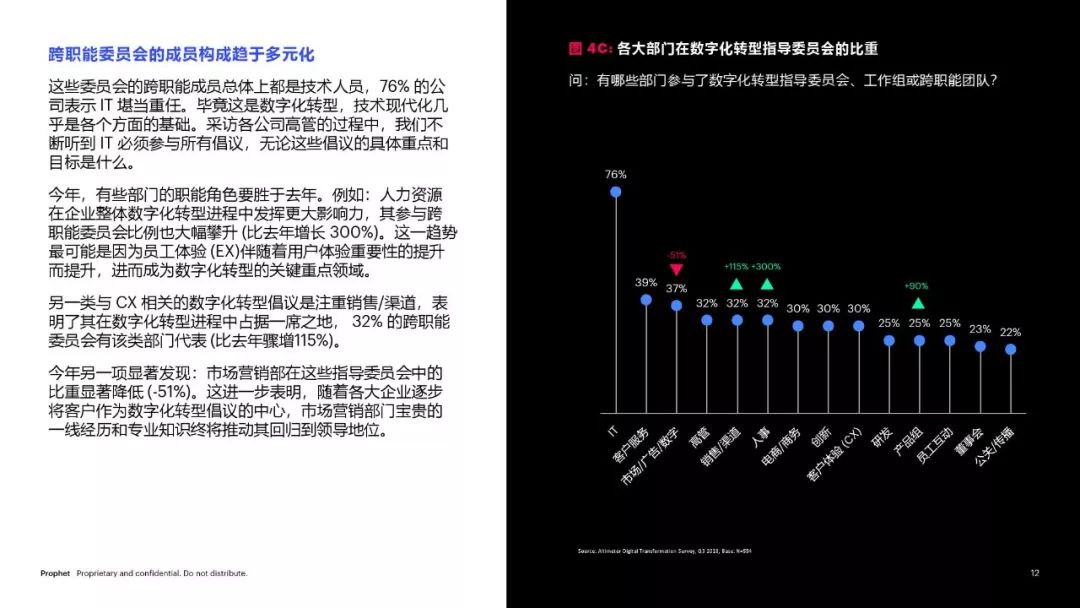 跨职能委员会的成员构成趋于多元化
这些委员会的跨职能成员总体上都是技术人员，76% 的公
司表示 IT 堪当重任。毕竟这是数字化转型，技术现代化几
乎是各个方面的基础。采访各公司高管的过程中，我们不
断听到 IT 必须参与所有倡议，无论这些倡议的具体重点和
目标是什么。
今年，有些部门的职能角色要胜于去年。例如：人力资源
在企业整体数字化转型进程中发挥更大影响力，其参与跨
职能委员会比例也大幅攀升 (比去年增长 300%)。这一趋势
最可能是因为员工体验 (EX)伴随着用户体验重要性的提升
而提升，进而成为数字化转型的关键重点领域。
另一类与 CX 相关的数字化转型倡议是注重销售/渠道，表
明了其在数字化转型进程中占据一席之地， 32% 的跨职能
委员会有该类部门代表 (比去年骤增115%)。
今年另一项显著发现：市场营销部在这些指导委员会中的
比重显著降低 (-51%)。这进一步表明，随着各大企业逐步
将客户作为数字化转型倡议的中心，市场营销部门宝贵的
一线经历和专业知识终将推动其回归到领导地位。
Prophet Proprietary and confidential. Do not distribute.
图 4C: 各大部门在数字化转型指导委员会的比重
问：有哪些部门参与了数字化转型指导委员会、工作组或跨职能团队？
76%
-51% +115% +300% +90%
39% 37% 32% 32% 32% 30% 30% 30% 25% 25% 25% 23% 22%
IT 客户服务 市场/广告/数字 高管 销售/渠道 人事 电商/商务 创新 客户体验 (CX) 研发 产品组 员工互动 董事会 公关/传播
Source: Altimeter Digital Transformation Survey, Q3 2019, Base: N=554
12